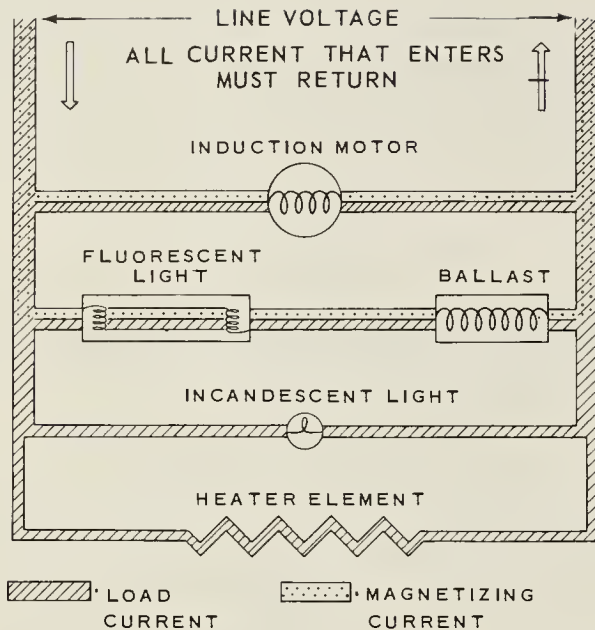 LINE VOLTAGE
ALL CURRENT THAT ENTERS
MUST RETURN
INDUCTION MOTOR
FLUORESCENT
LIGHT
BALLAST
INCANDESCENT LIGHT
HEATER ELEMENT
LOAD
CURRENT
MAGNETIZING
CURRENT